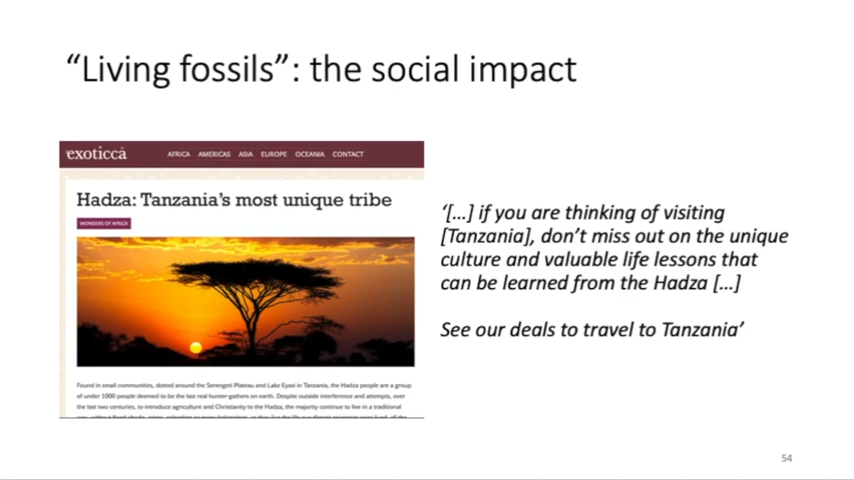 “Living fossils”: the social impact
exoticcà
AFRICA AMERICAS ASIA EUROPE OCEANIA CONTACT
Hadza: Tanzania’s most unique tribe
WONDERS OF AFRICA
Found in small communities, dotted around the Serengeti Plateau and Lake Eyasi in Tanzania, the Hadza people are a group
of under 1000 people deemed to be the last real hunter-gathers on earth. Despite outside interference and attempts, over
the last two centuries, to introduce agriculture and Christianity to the Hadza, the majority continue to live in a traditional
‘[...] if you are thinking of visiting
[Tanzania], don’t miss out on the unique
culture and valuable life lessons that
can be learned from the Hadza [...]
See our deals to travel to Tanzania’
54